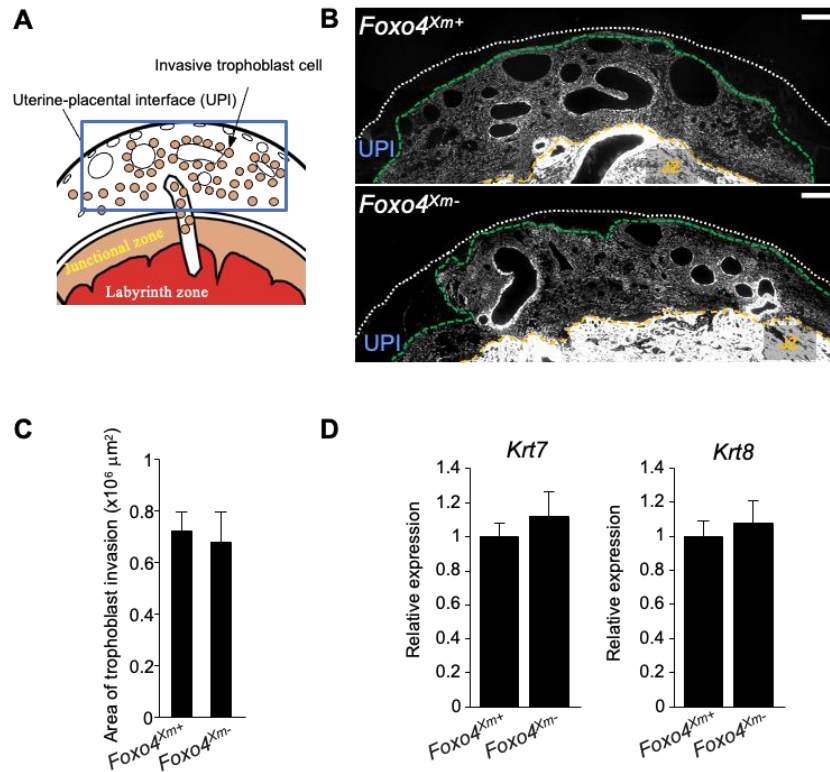 A
Invasive trophoblast cell
Uterine-placental interface (UPI)
Junctional zone
Labyrinth zone
B
Foxo4Xm+
UPI
JZ
Foxo4Xm-
UPI
JZ
C
Area of trophoblast invasion (x10⁶ μm²)
1
0.8
0.6
0.4
0.2
0
Foxo4Xm+
Foxo4Xm-
D
Krt7
Relative expression
1.4
1.2
1
0.8
0.6
0.4
0.2
0
Foxo4Xm+
Foxo4Xm-
Krt8
Relative expression
1.4
1.2
1
0.8
0.6
0.4
0.2
0
Foxo4Xm+
Foxo4Xm-